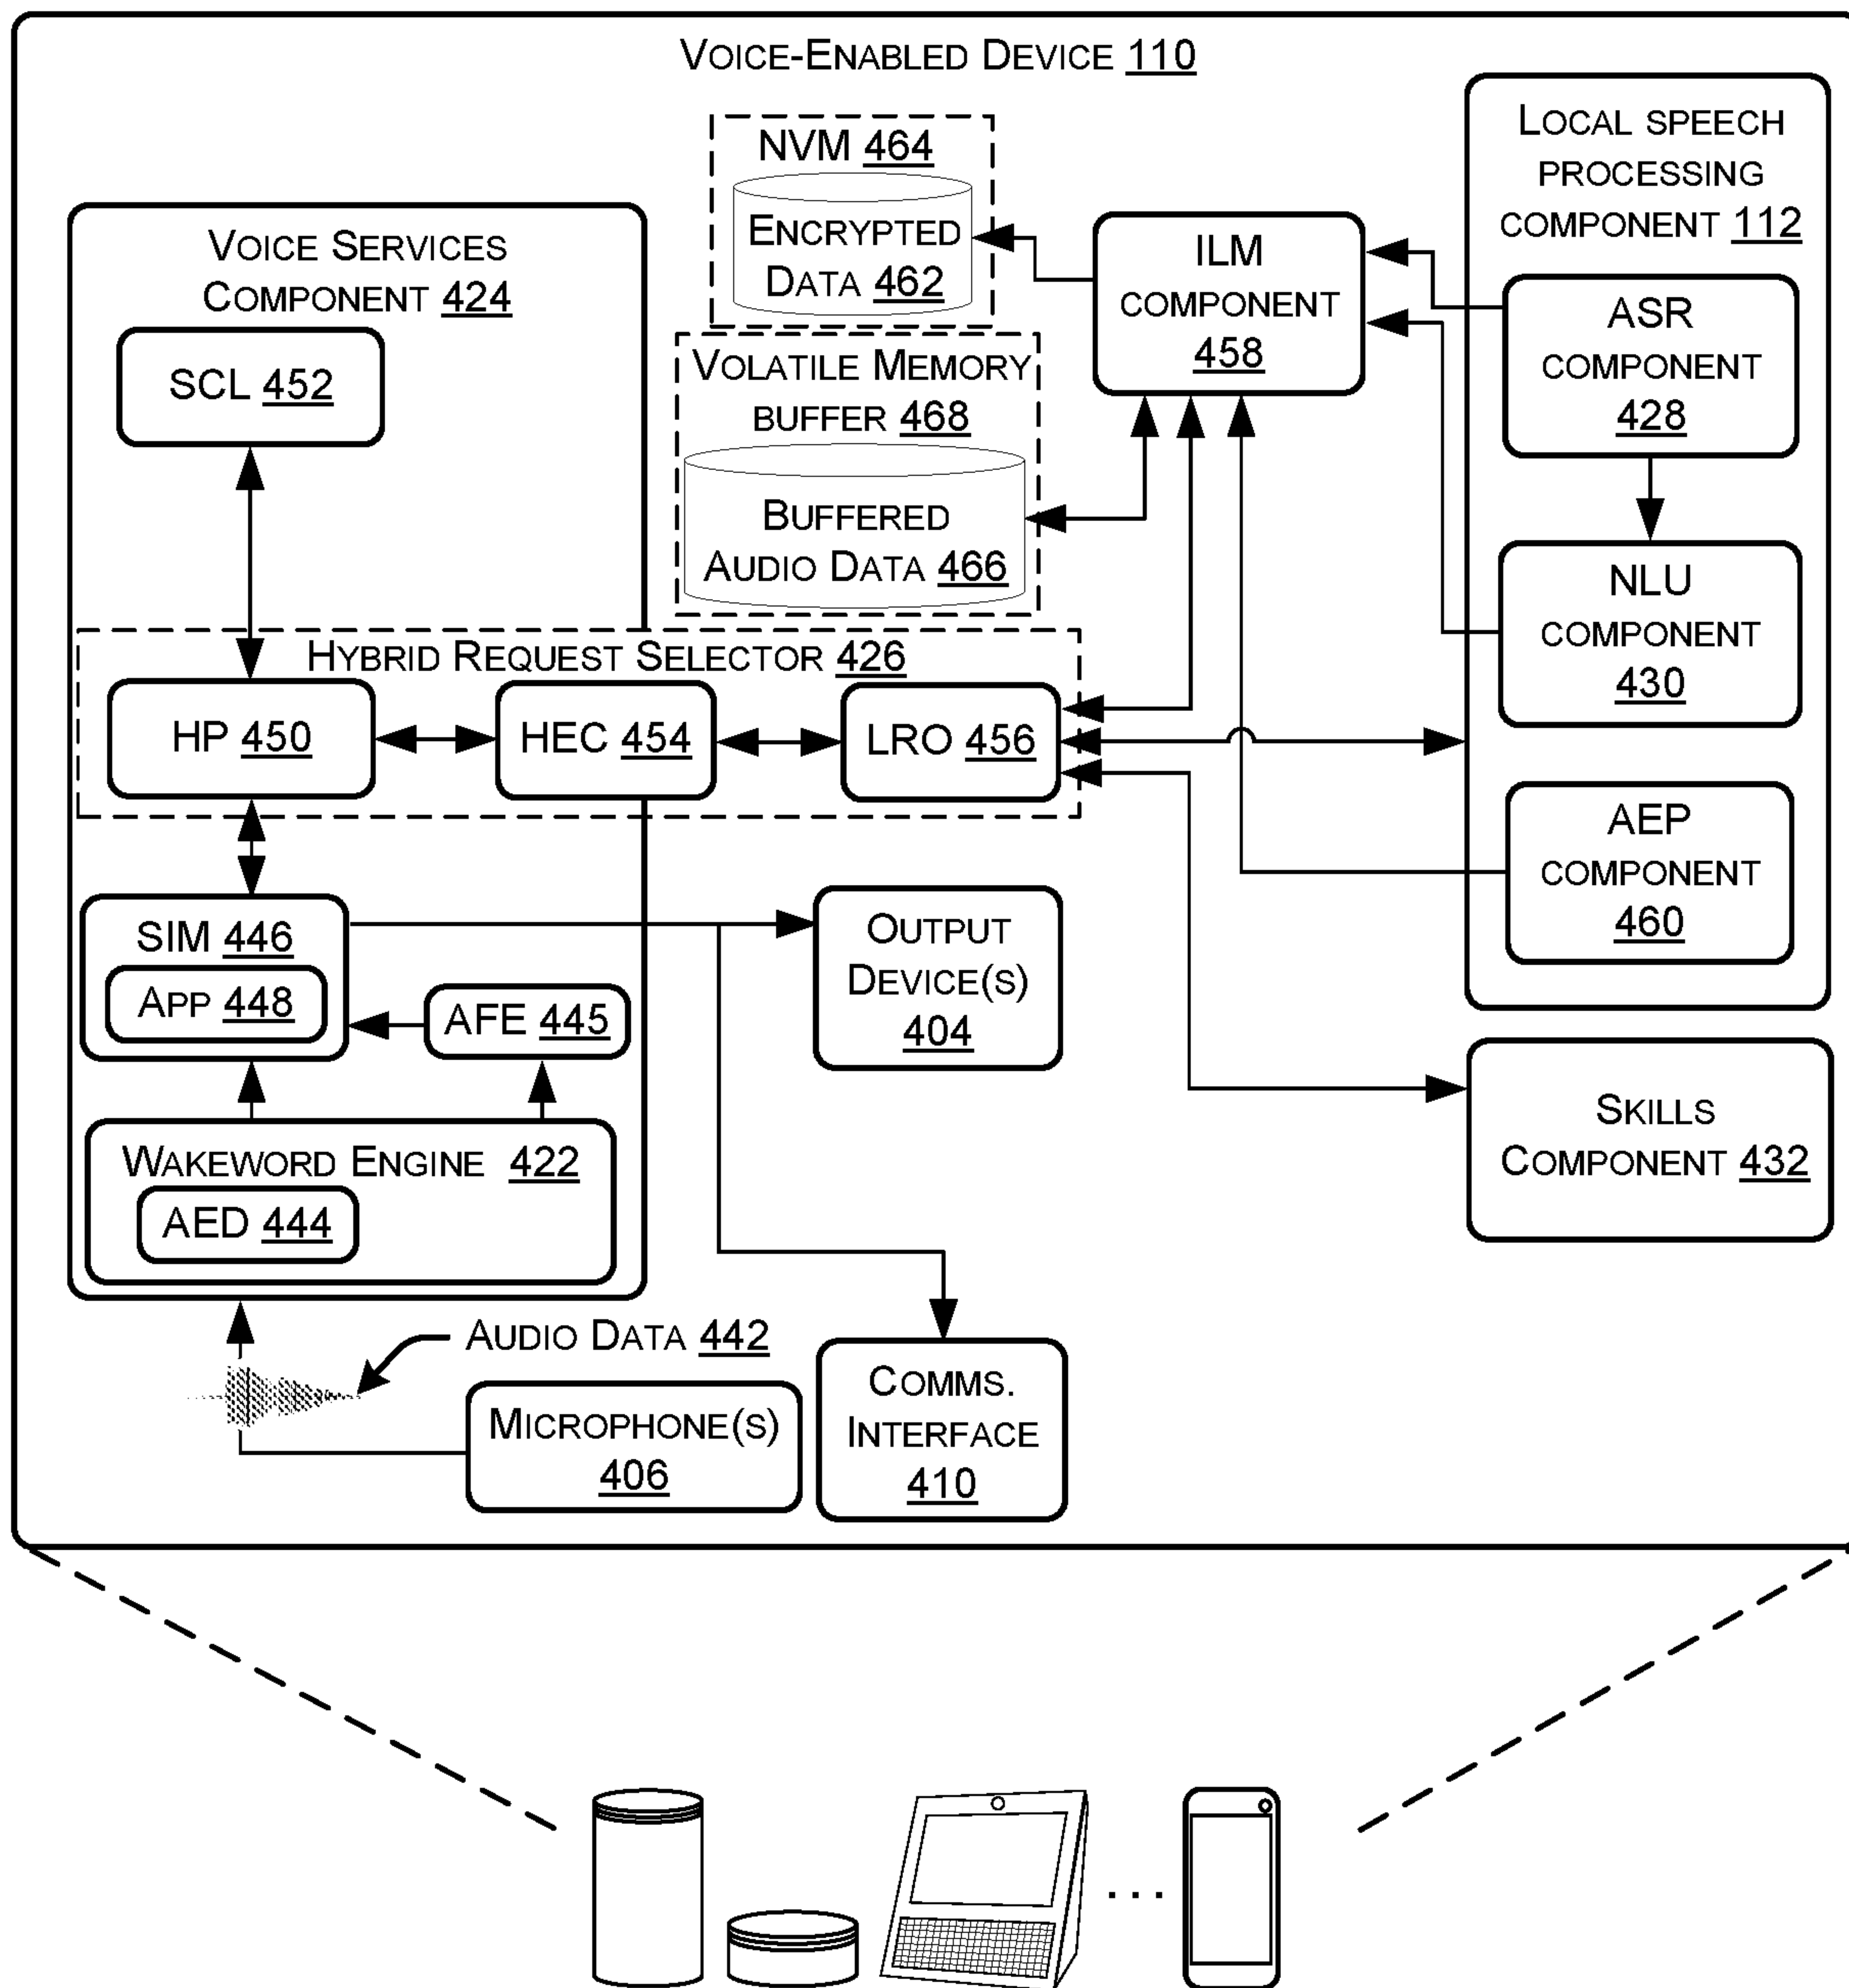 VOICE-ENABLED DEVICE 110
NVM 464
ENCRYPTED
DATA 462
VOLATILE MEMORY
BUFFER 468
BUFFERED
AUDIO DATA 466
ILM
COMPONENT
458
LOCAL SPEECH
PROCESSING
COMPONENT 112
ASR
COMPONENT
428
NLU
COMPONENT
430
AEP
COMPONENT
460
VOICE SERVICES
COMPONENT 424
SCL 452
HYBRID REQUEST SELECTOR 426
HP 450
HEC 454
LRO 456
SIM 446
APP 448
AFE 445
WAKEWORD ENGINE 422
AED 444
OUTPUT
DEVICE(S)
404
SKILLS
COMPONENT 432
AUDIO DATA 442
MICROPHONE(S)
406
COMMS.
INTERFACE
410
...